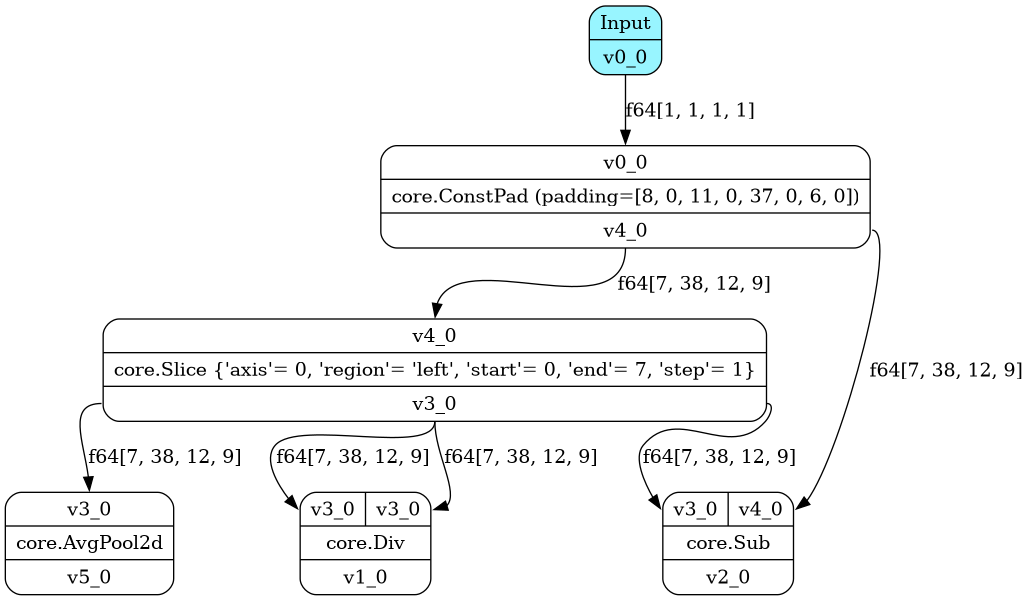 Input
v0_0
f64[1, 1, 1, 1]
v0_0
core.ConstPad (padding=[8, 0, 11, 0, 37, 0, 6, 0])
v4_0
f64[7, 38, 12, 9]
v4_0
core.Slice {'axis'= 0, 'region'= 'left', 'start'= 0, 'end'= 7, 'step'= 1}
v3_0
f64[7, 38, 12, 9]
f64[7, 38, 12, 9]
f64[7, 38, 12, 9]
f64[7, 38, 12, 9]
f64[7, 38, 12, 9]
v3_0
core.AvgPool2d
v5_0
v3_0 v3_0
core.Div
v1_0
v3_0 v4_0
core.Sub
v2_0